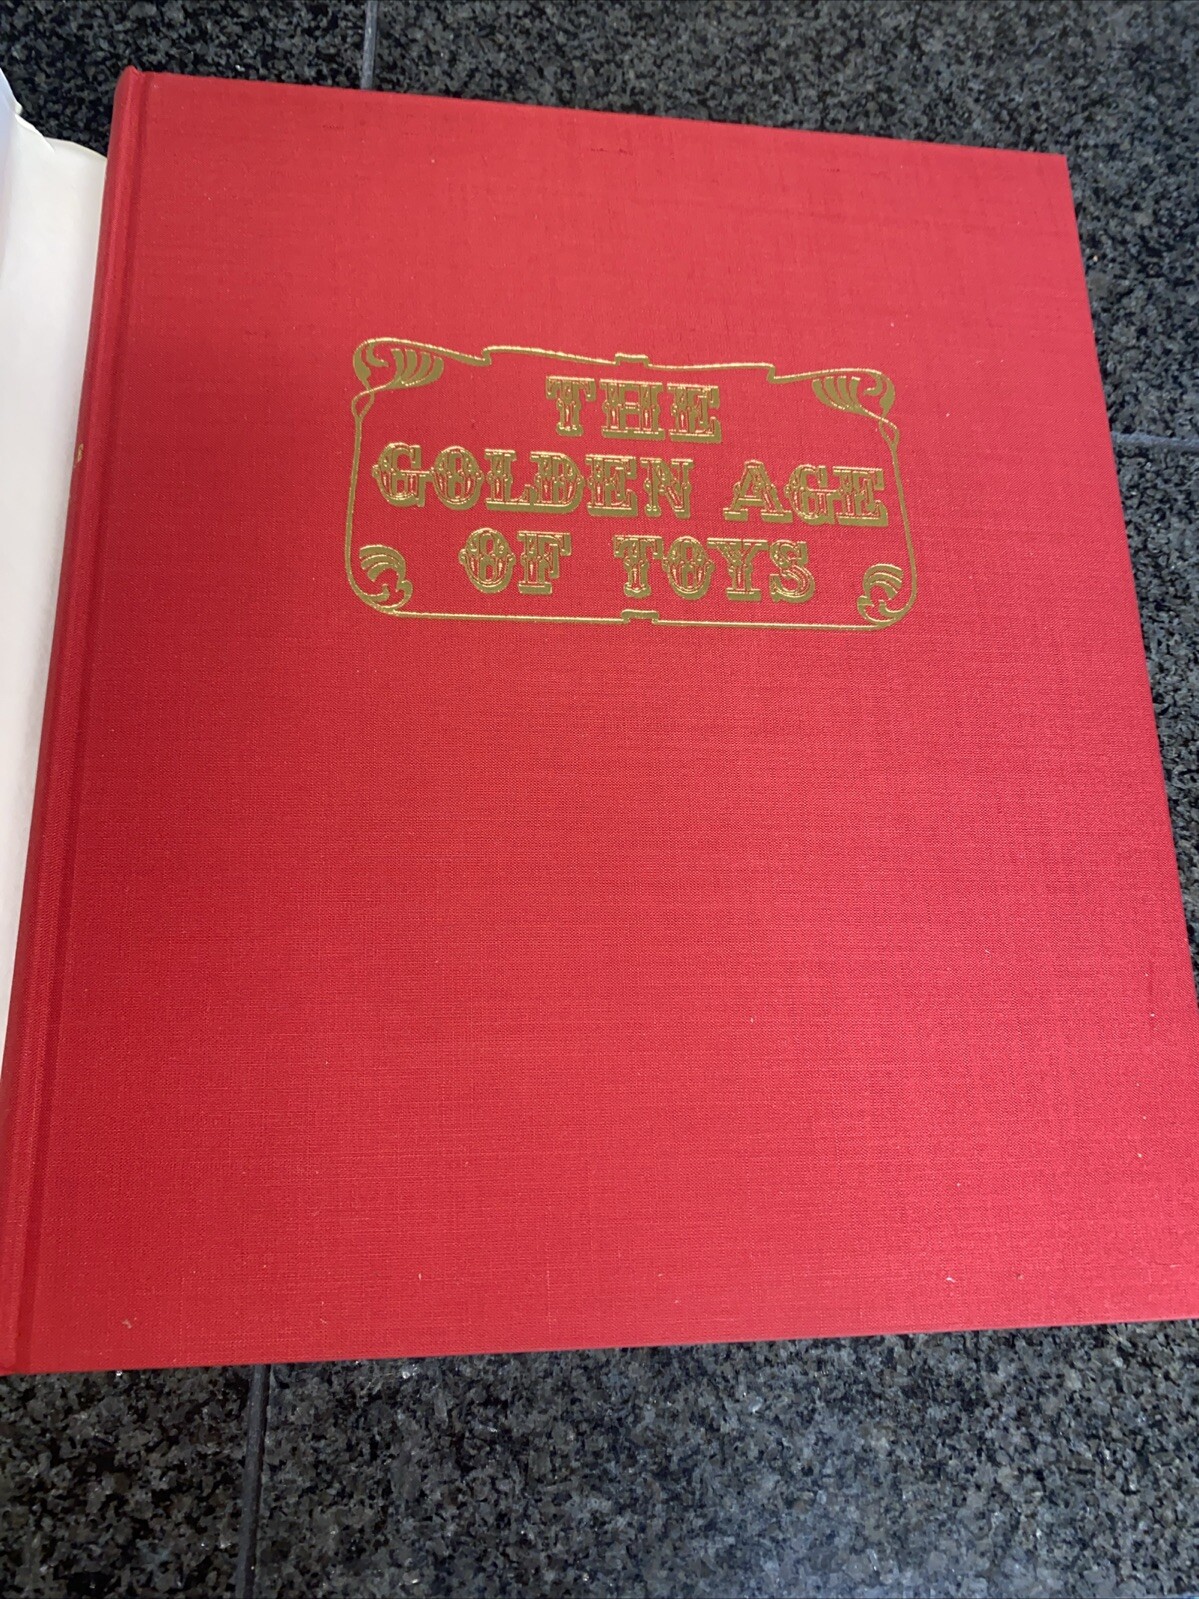 THE
GOLDEN AGE
OF TOYS